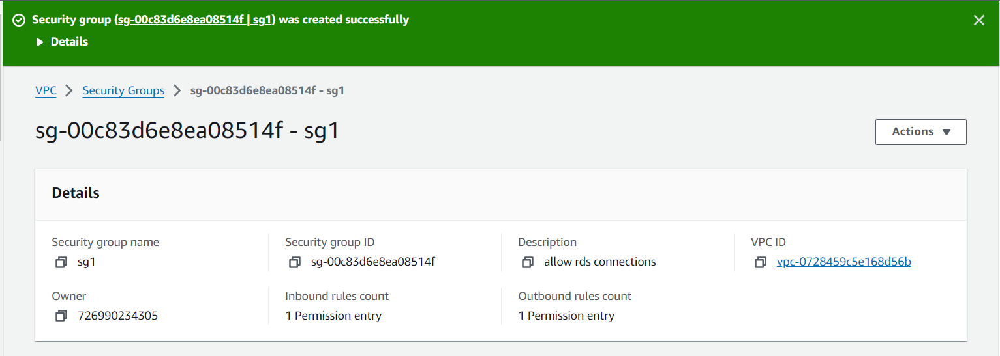 Security group (sg-00c83d6e8ea08514f | sg1) was created successfully
Details
VPC Security Groups sg-00c83d6e8ea08514f - sg1
sg-00c83d6e8ea08514f - sg1
Actions
Details
Security group name Security group ID Description VPC ID
sg1 sg-00c83d6e8ea08514f allow rds connections vpc-0728459c5e168d56b
Owner Inbound rules count Outbound rules count
726990234305 1 Permission entry 1 Permission entry